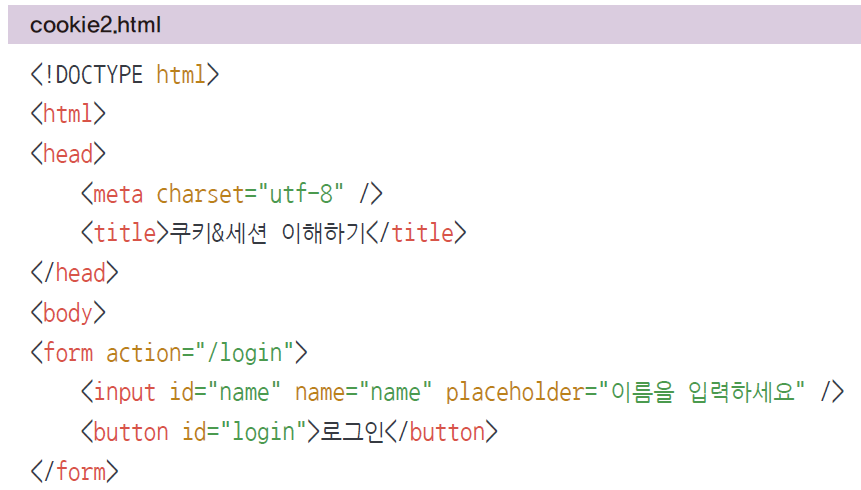 cookie2.html
<!DOCTYPE html>
<html>
<head>
    <meta charset="utf-8" />
    <title>쿠키&세션 이해하기</title>
</head>
<body>
<form action="/login">
    <input id="name" name="name" placeholder="이름을 입력하세요" />
    <button id="login">로그인</button>
</form>